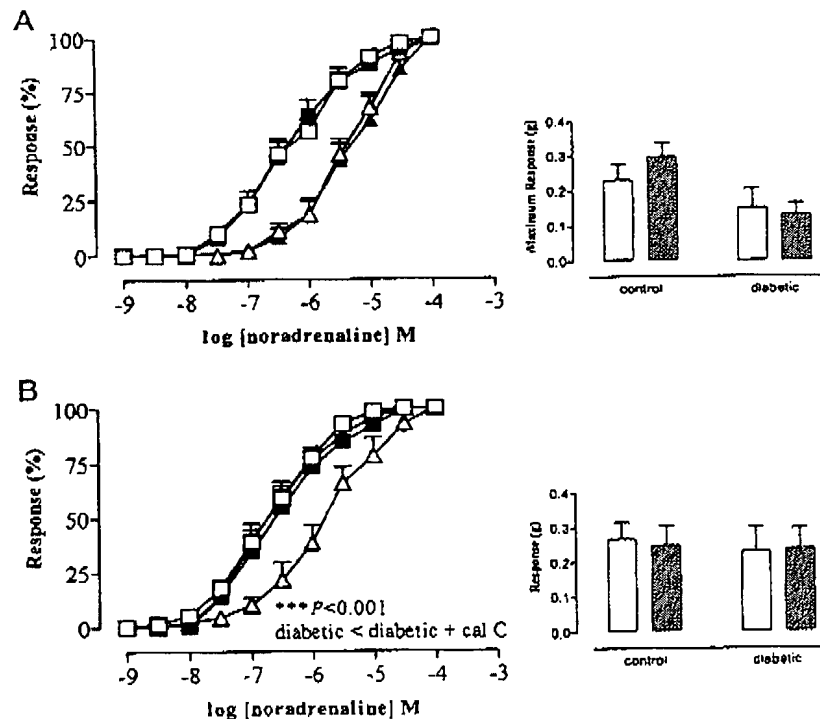 A
Response (%)
100
75
50
25
0
-9 -8 -7 -6 -5 -4 -3
log [noradrenaline] M
Maximum Response (g)
0.4
0.3
0.2
0.1
0.0
control diabetic
B
Response (%)
100
75
50
25
0
***P<0.001
diabetic < diabetic + cal C
-9 -8 -7 -6 -5 -4 -3
log [noradrenaline] M
Response (g)
0.4
0.3
0.2
0.1
0.0
control diabetic